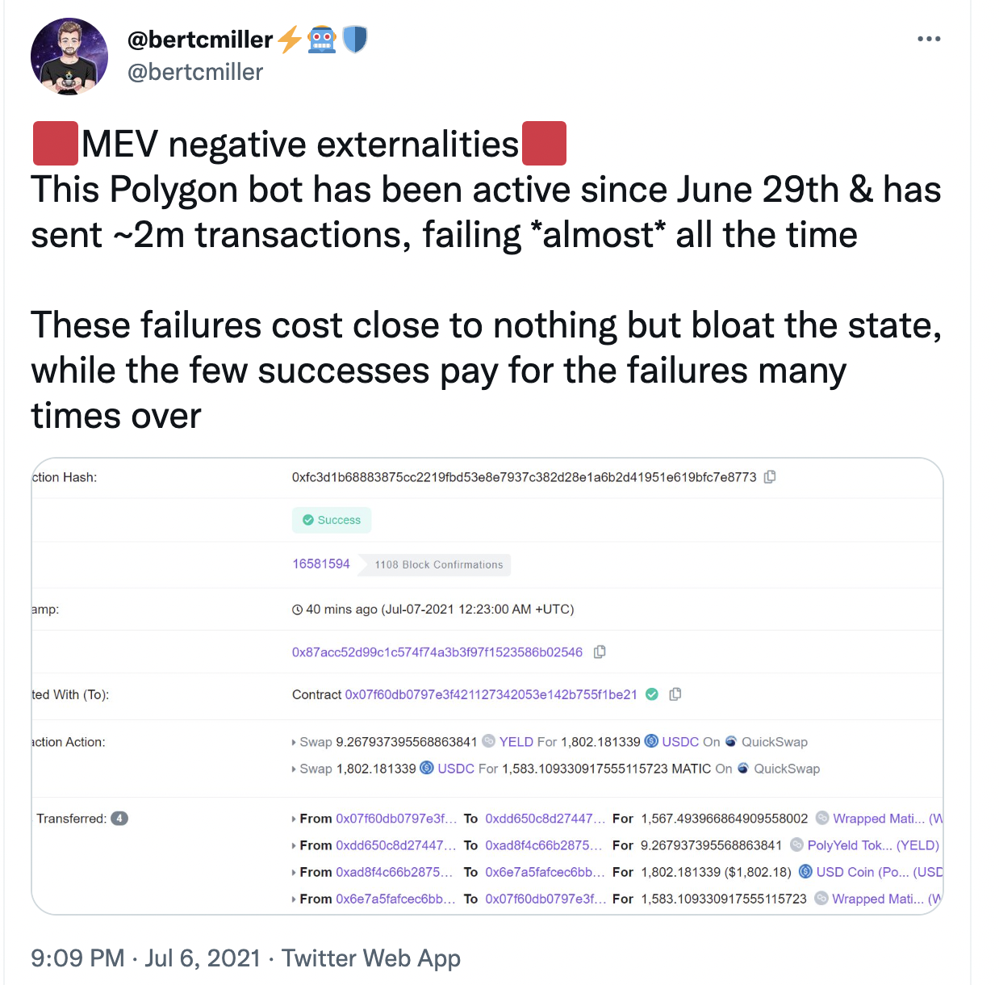 @bertcmiller⚡🤖🛡️
@bertcmiller
🟥MEV negative externalities🟥
This Polygon bot has been active since June 29th & has
sent ~2m transactions, failing *almost* all the time
These failures cost close to nothing but bloat the state,
while the few successes pay for the failures many
times over
ction Hash: 0xfc3d1b68883875cc2219fbd53e8e7937c382d28e1a6b2d41951e619bfc7e8773
Success
16581594 1108 Block Confirmations
amp: 40 mins ago (Jul-07-2021 12:23:00 AM +UTC)
0x87acc52d99c1c574f74a3b3f97f1523586b02546
ted With (To): Contract 0x07f60db0797e3f421127342053e142b755f1be21
action Action: Swap 9.267937395568863841 YELD For 1,802.181339 USDC On QuickSwap
Swap 1,802.181339 USDC For 1,583.109330917555115723 MATIC On QuickSwap
Transferred: 4 From 0x07f60db0797e3f... To 0xdd650c8d27447... For 1,567.493966864909558002 Wrapped Mati... (W
From 0xdd650c8d27447... To 0xad8f4c66b2875... For 9.267937395568863841 PolyYeld Tok... (YELD)
From 0xad8f4c66b2875... To 0x6e7a5fafcec6bb... For 1,802.181339 ($1,802.18) USD Coin (Po... (USD
From 0x6e7a5fafcec6bb... To 0x07f60db0797e3f... For 1,583.109330917555115723 Wrapped Mati... (W
9:09 PM · Jul 6, 2021 · Twitter Web App